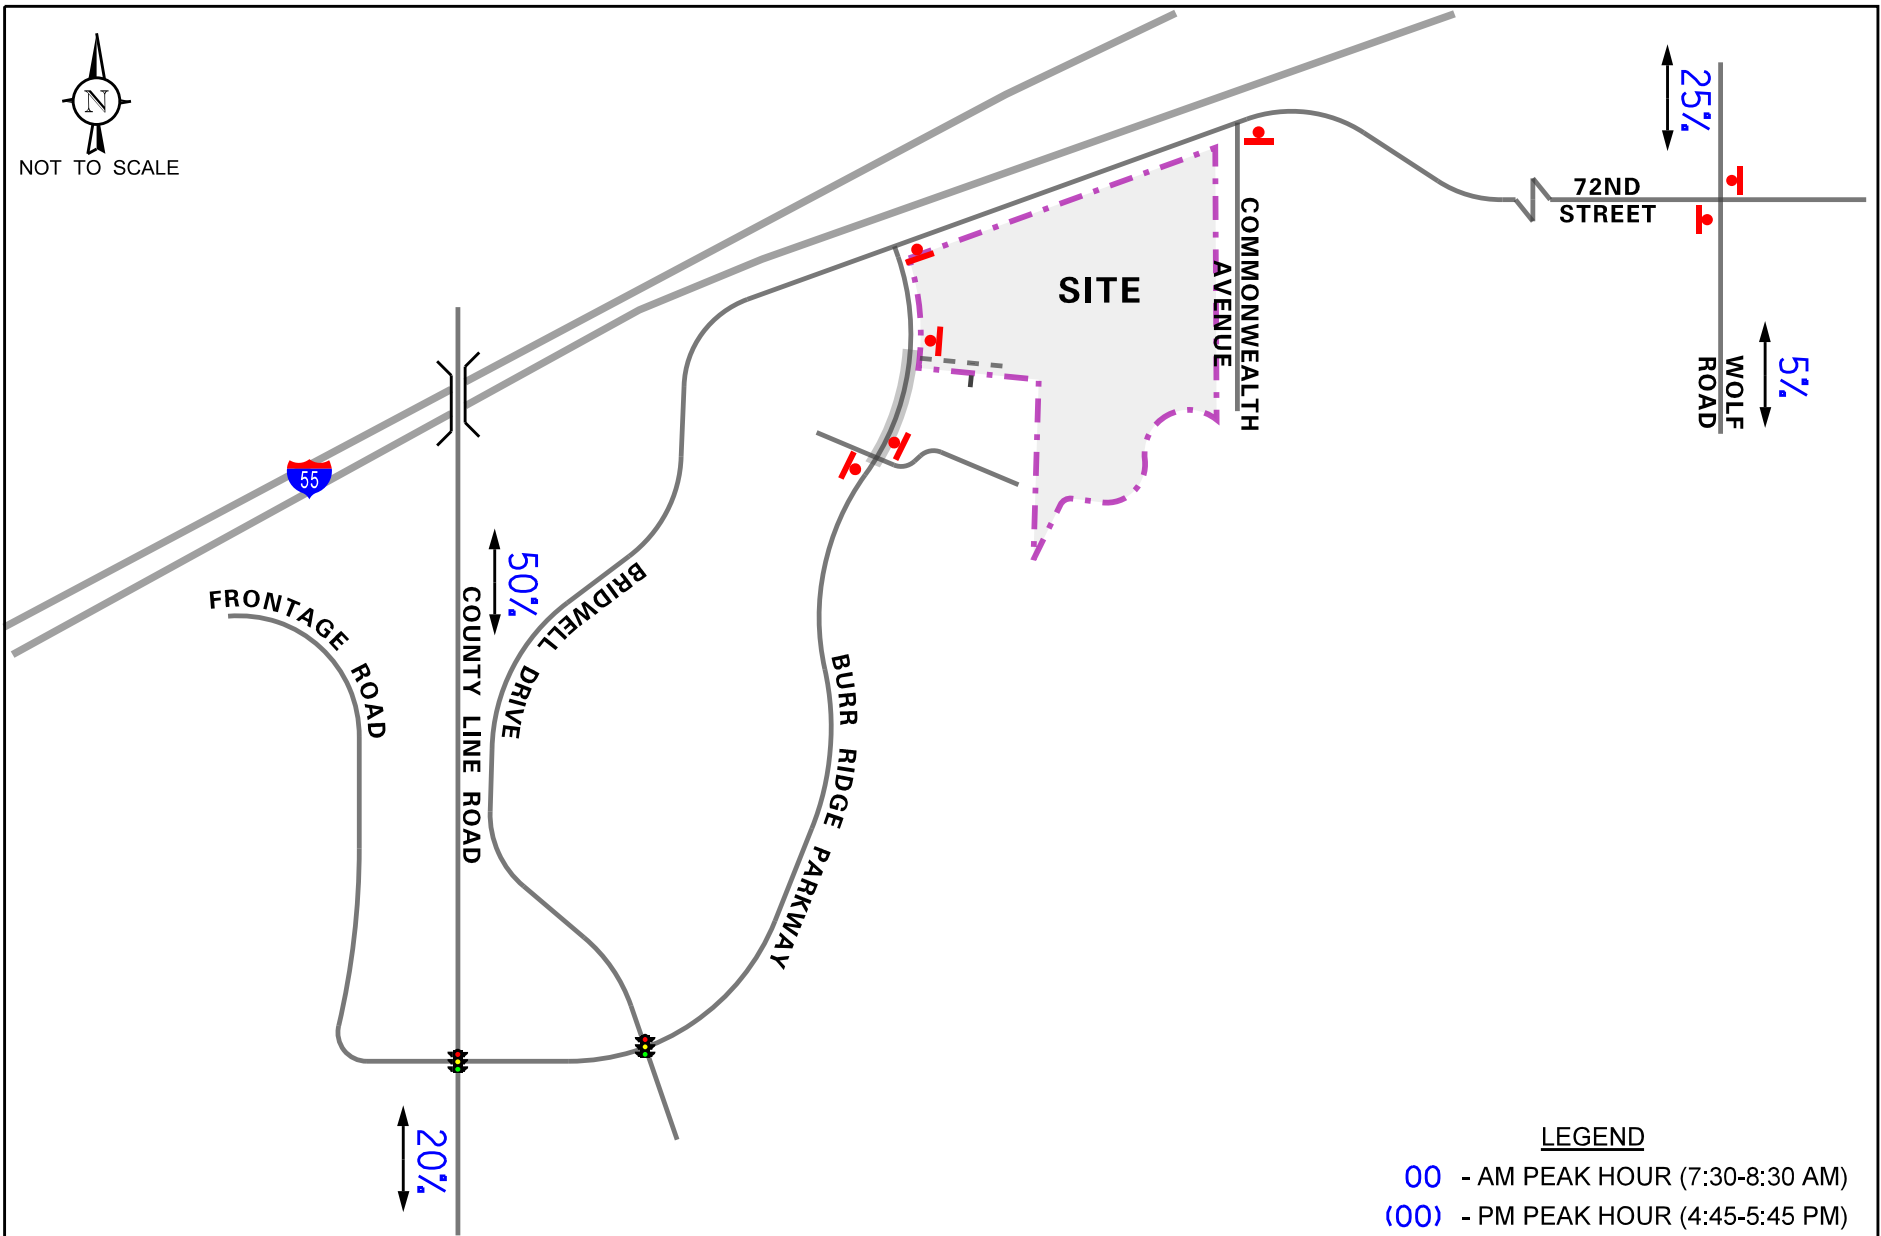 N
NOT TO SCALE
25%
72ND
STREET
COMMONWEALTH
AVENUE
SITE
WOLF
ROAD
5%
55
50%
FRONTAGE ROAD
COUNTY LINE ROAD
BRIDWELL DRIVE
BURR RIDGE PARKWAY
20%
LEGEND
00 - AM PEAK HOUR (7:30-8:30 AM)
(00) - PM PEAK HOUR (4:45-5:45 PM)